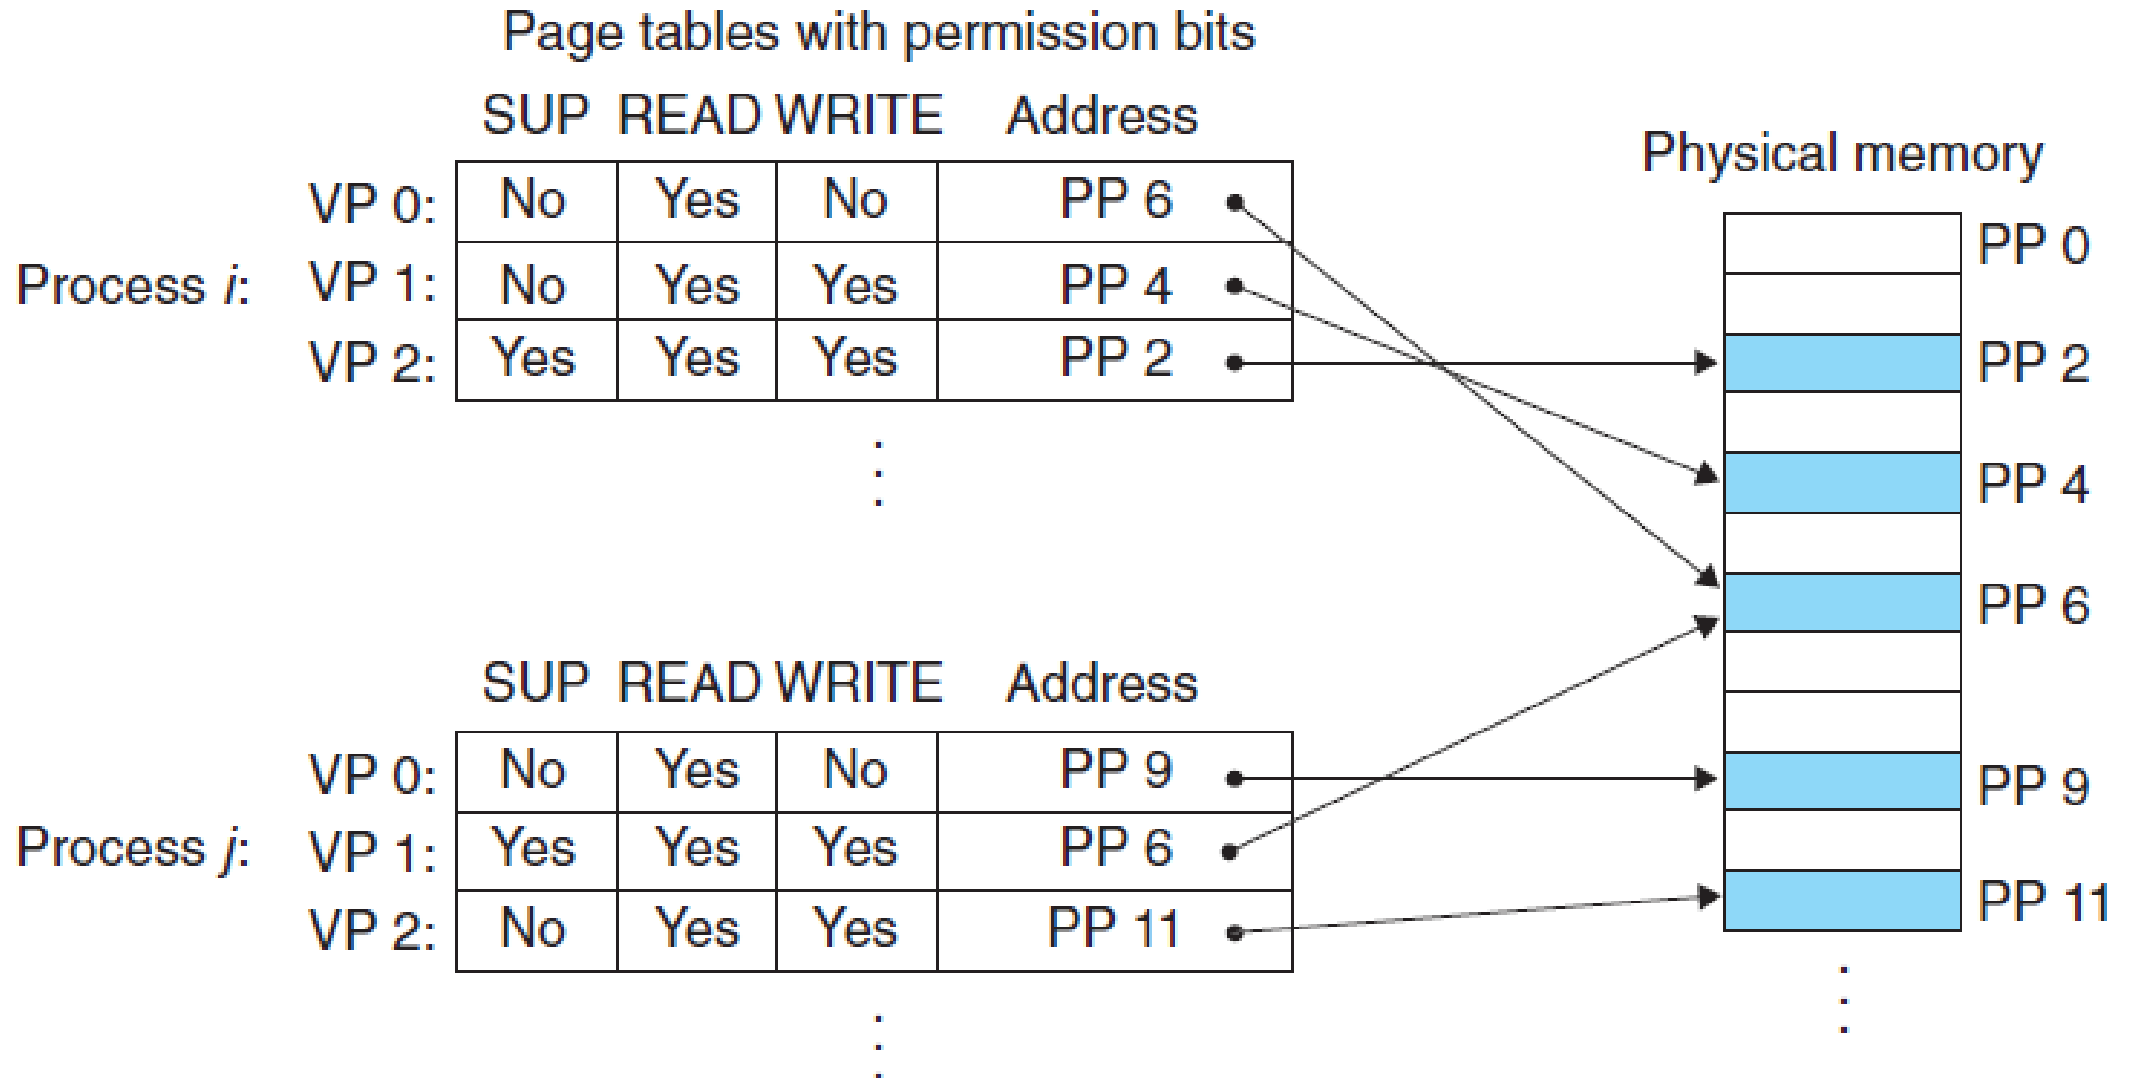 Page tables with permission bits
SUP READ WRITE Address
Physical memory
VP 0: No Yes No PP 6
PP 0
Process i: VP 1: No Yes Yes PP 4
VP 2: Yes Yes Yes PP 2
PP 2
PP 4
PP 6
SUP READ WRITE Address
VP 0: No Yes No PP 9
PP 9
Process j: VP 1: Yes Yes Yes PP 6
VP 2: No Yes Yes PP 11
PP 11